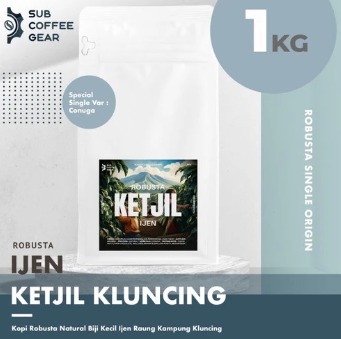 SUB
COFFEE
GEAR
1KG
Special
Single Var :
Conuga
ROBUSTA SINGLE ORIGIN
ROBUSTA
KETJIL
IJEN
ROBUSTA
IJEN
KETJIL KLUNCING
Kopi Robusta Natural Biji Kecil Ijen Raung Kampung Kluncing